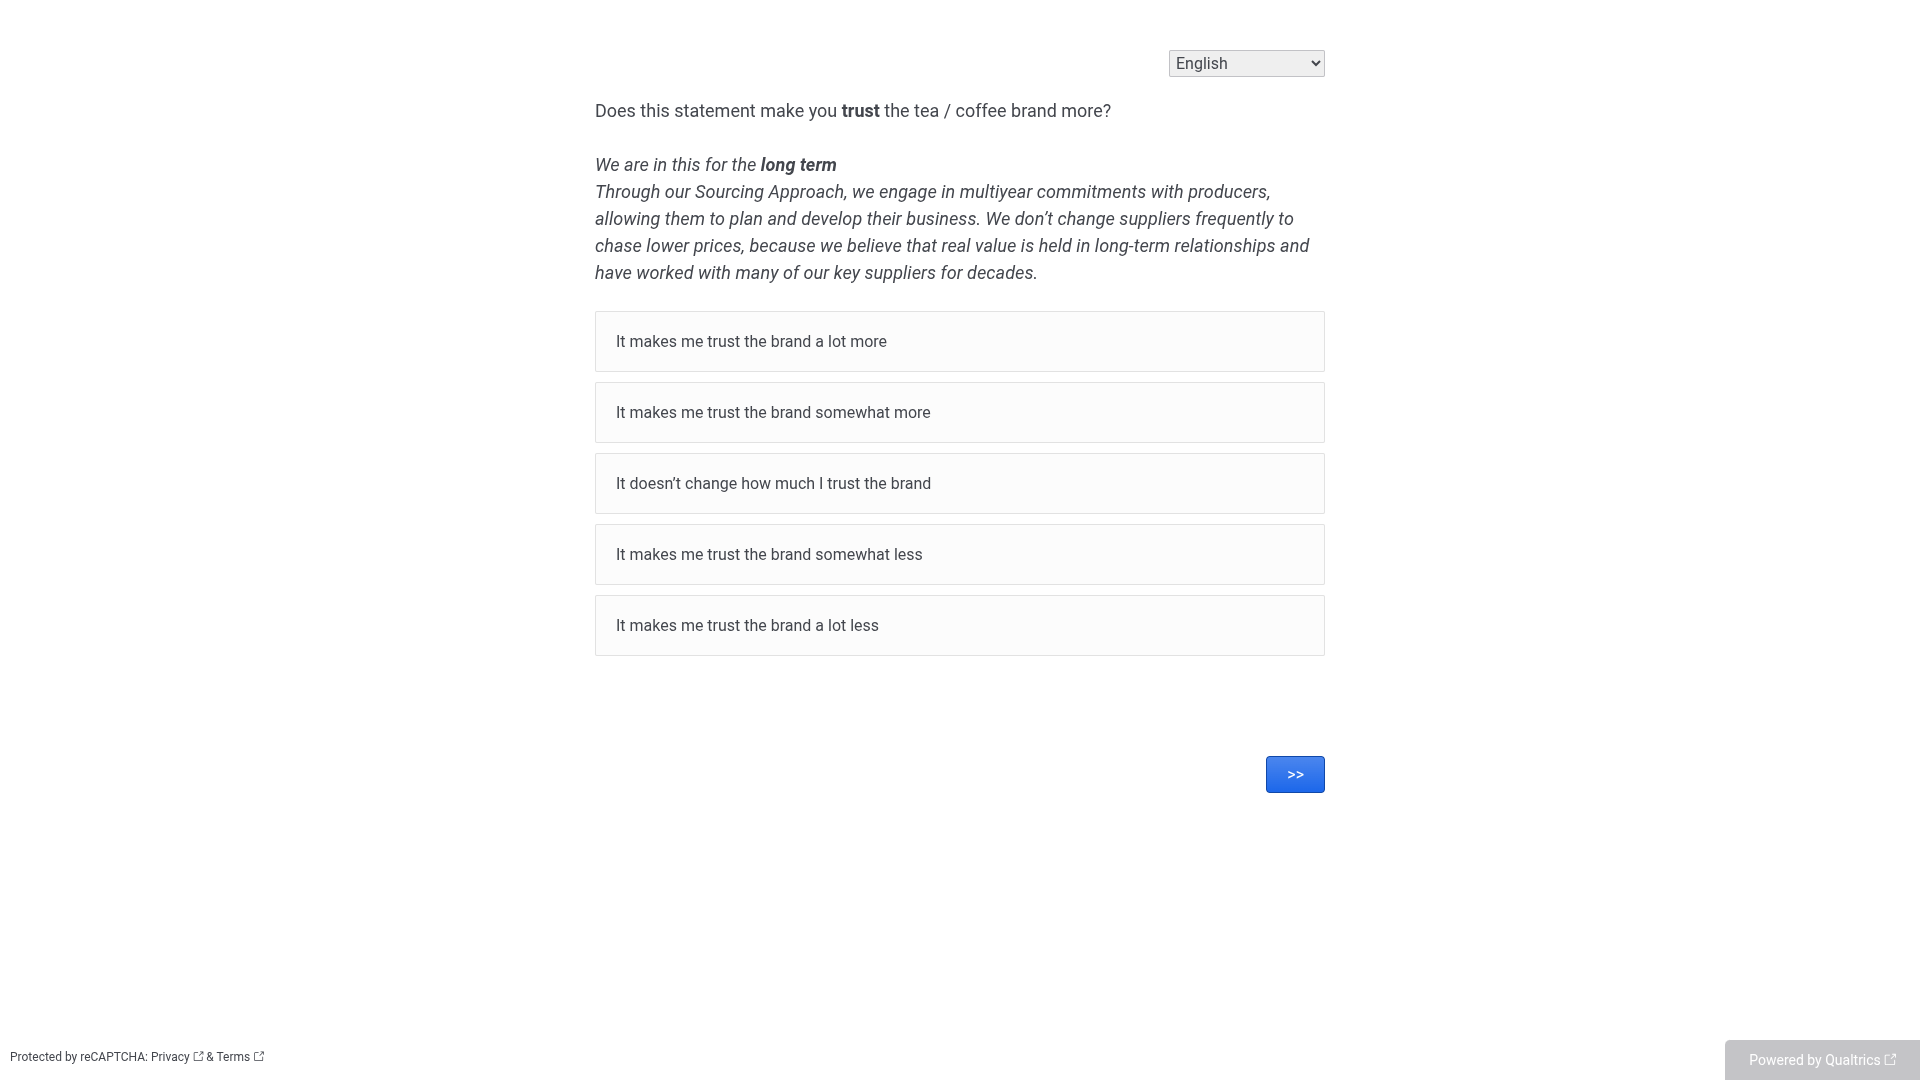 English
Does this statement make you trust the tea / coffee brand more?
We are in this for the long term
Through our Sourcing Approach, we engage in multiyear commitments with producers,
allowing them to plan and develop their business. We don’t change suppliers frequently to
chase lower prices, because we believe that real value is held in long-term relationships and
have worked with many of our key suppliers for decades.
It makes me trust the brand a lot more
It makes me trust the brand somewhat more
It doesn’t change how much I trust the brand
It makes me trust the brand somewhat less
It makes me trust the brand a lot less
>>
Protected by reCAPTCHA: Privacy & Terms
Powered by Qualtrics